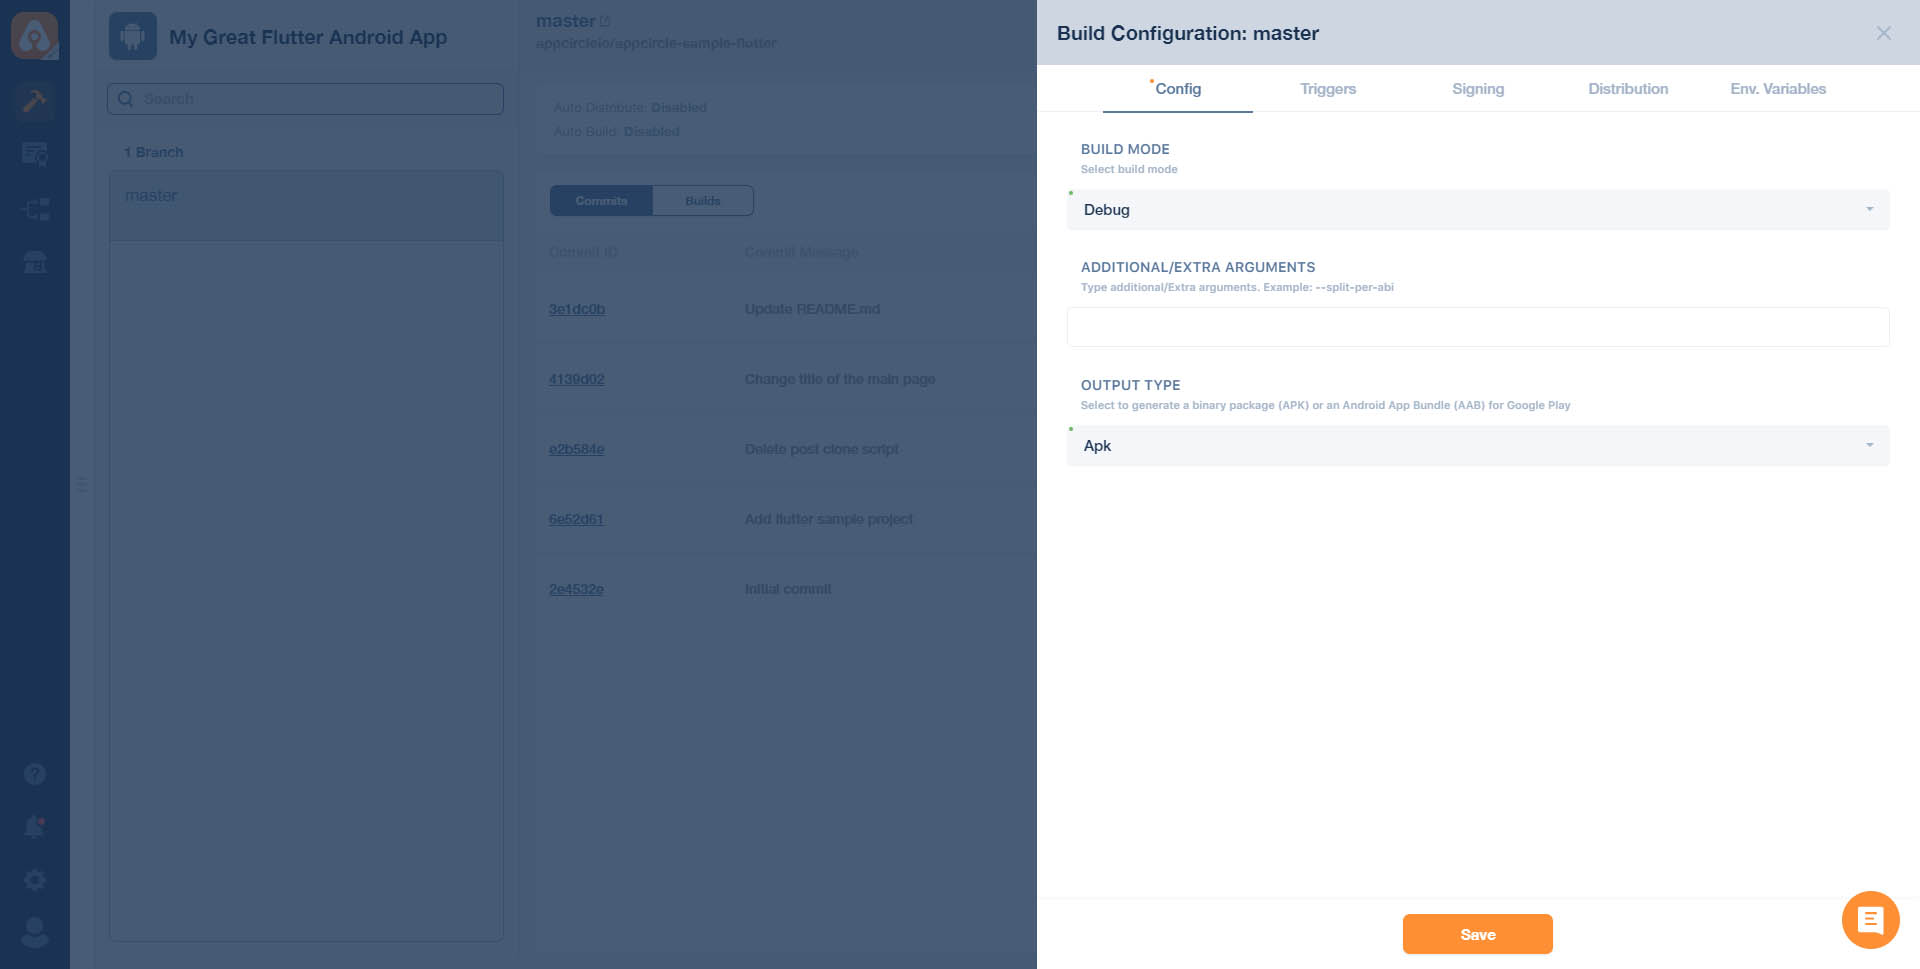 My Great Flutter Android App
Search
1 Branch
master
master
appcircleio/appcircle-sample-flutter
Auto Distribute: Disabled
Auto Build: Disabled
Commits Builds
Commit ID Commit Message
3e1dc0b Update README.md
4139d02 Change title of the main page
e2b584e Delete post clone script
6e52d61 Add flutter sample project
2e4532e Initial commit
Build Configuration: master
Config Triggers Signing Distribution Env. Variables
BUILD MODE
Select build mode
Debug
ADDITIONAL/EXTRA ARGUMENTS
Type additional/Extra arguments. Example: --split-per-abi
OUTPUT TYPE
Select to generate a binary package (APK) or an Android App Bundle (AAB) for Google Play
Apk
Save